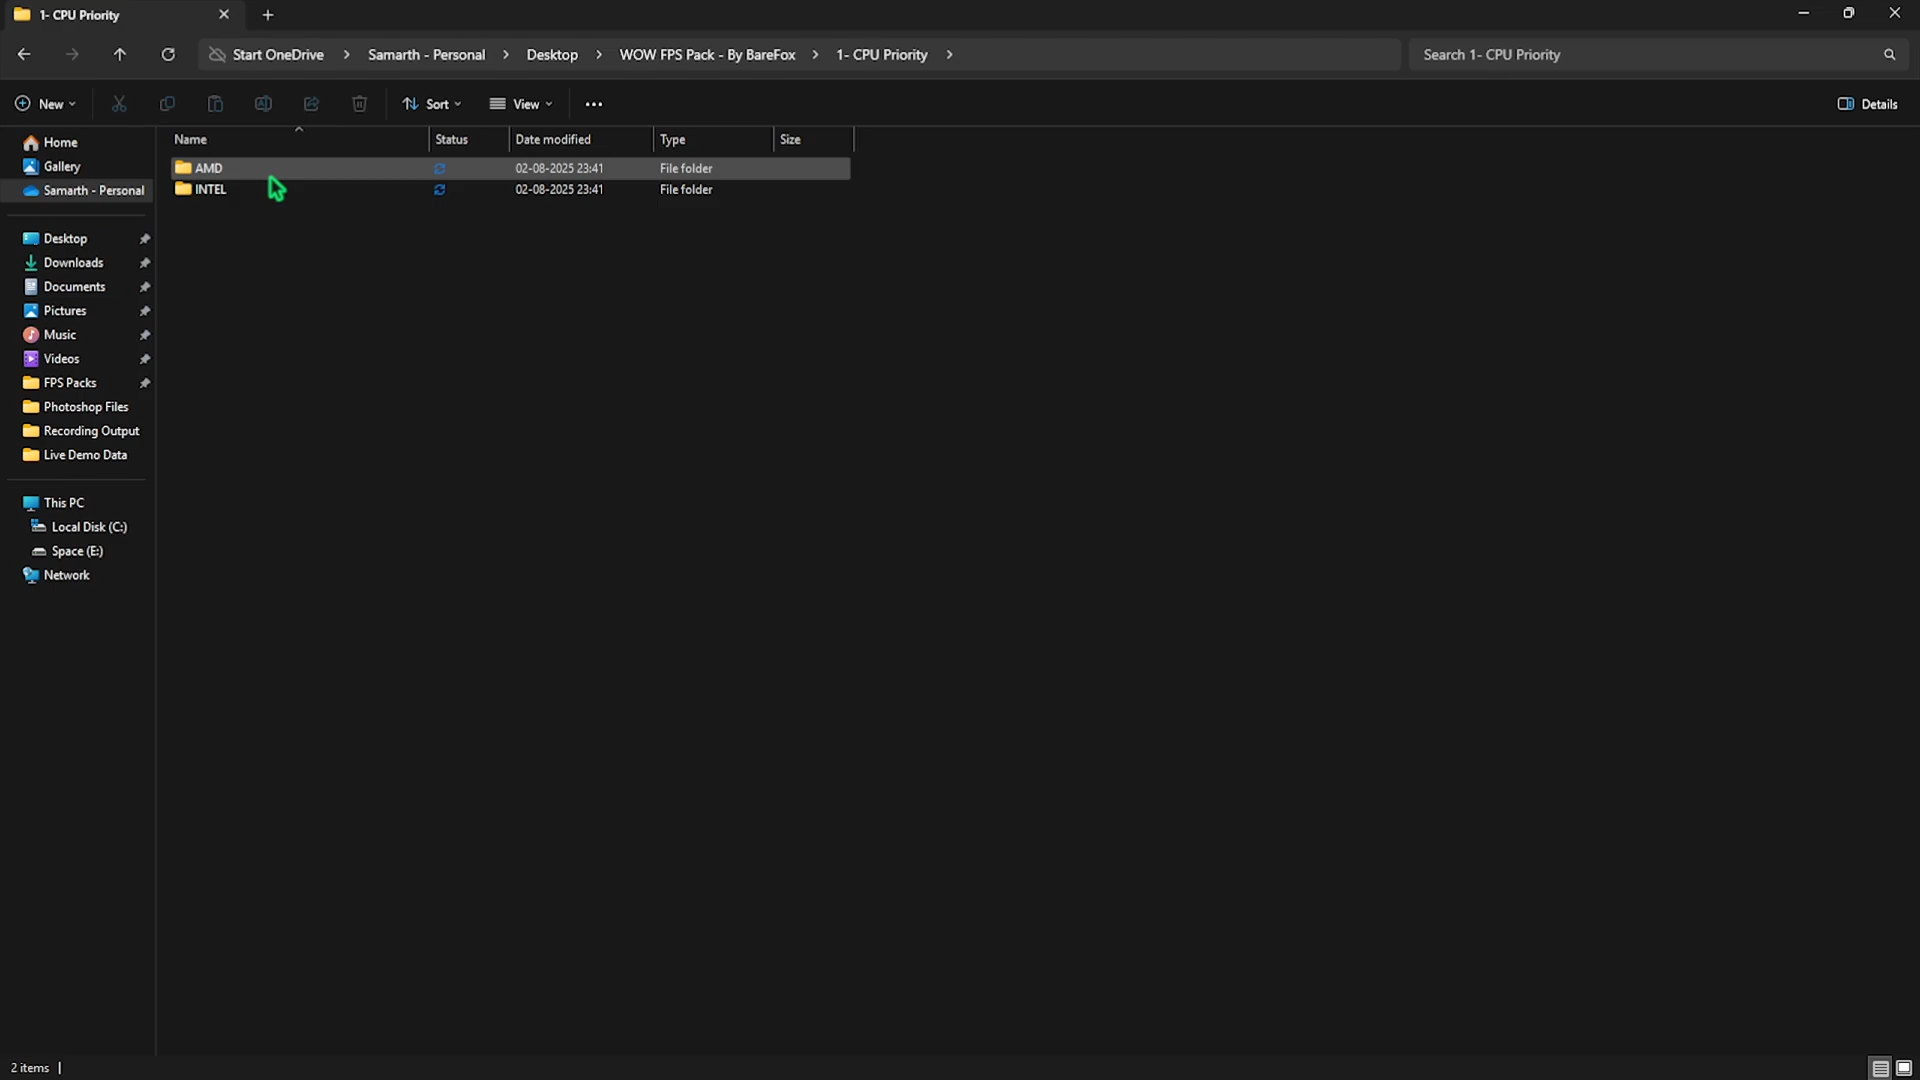 1- CPU Priority
Start OneDrive > Samarth - Personal > Desktop > WOW FPS Pack - By BareFox > 1- CPU Priority >
Search 1- CPU Priority
New
Sort
View
Details
Name
Status
Date modified
Type
Size
AMD 02-08-2025 23:41 File folder
INTEL 02-08-2025 23:41 File folder
Home
Gallery
Samarth - Personal
Desktop
Downloads
Documents
Pictures
Music
Videos
FPS Packs
Photoshop Files
Recording Output
Live Demo Data
This PC
Local Disk (C:)
Space (E:)
Network
2 items